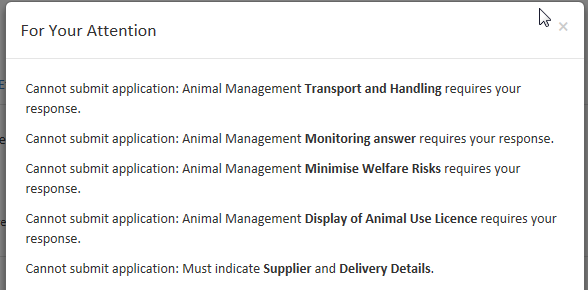 For Your Attention
Cannot submit application: Animal Management Transport and Handling requires your
response.
Cannot submit application: Animal Management Monitoring answer requires your response.
Cannot submit application: Animal Management Minimise Welfare Risks requires your
response.
Cannot submit application: Animal Management Display of Animal Use Licence requires your
response.
Cannot submit application: Must indicate Supplier and Delivery Details.